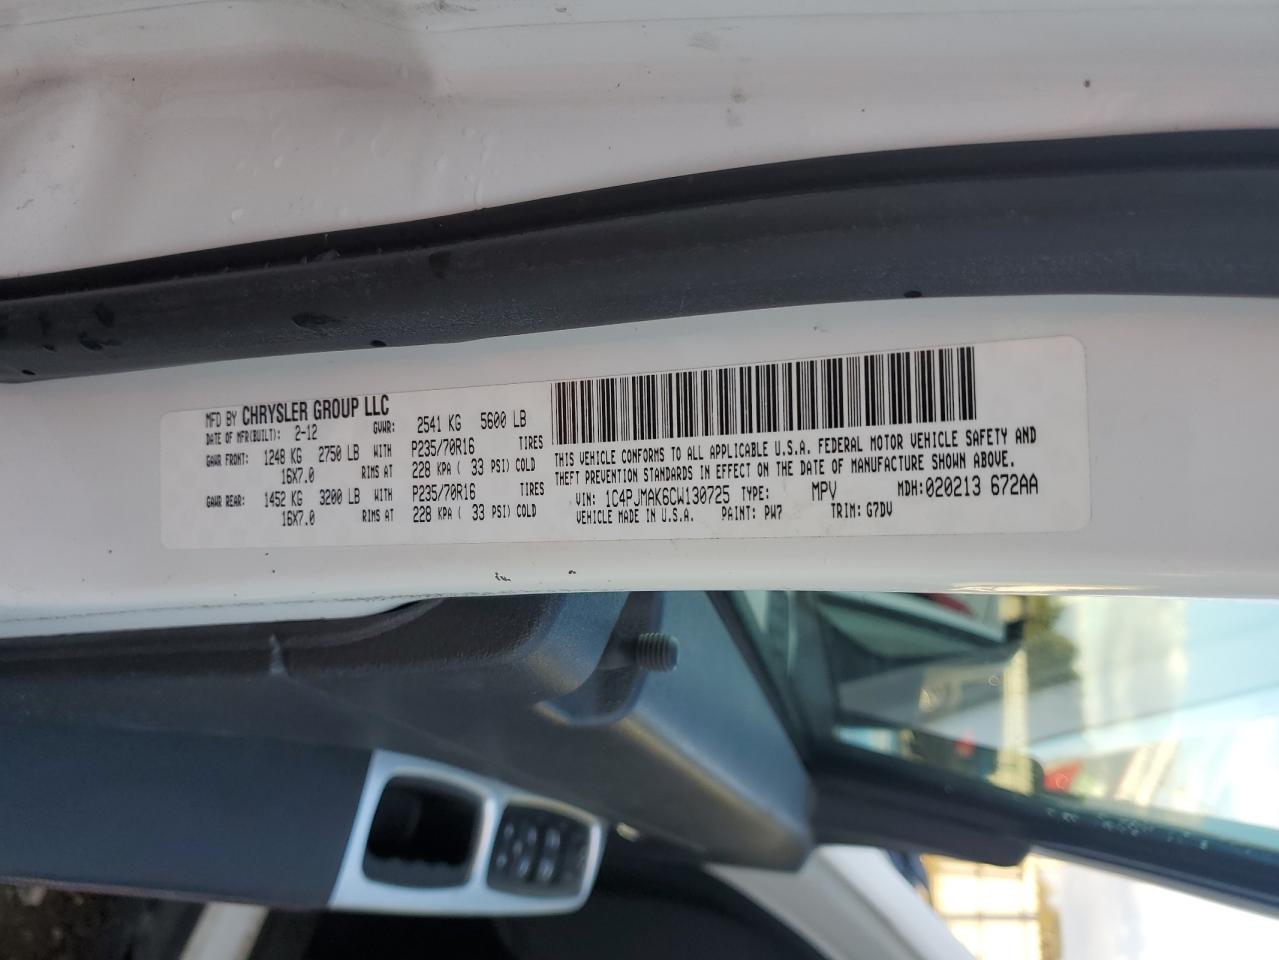 MFD BY CHRYSLER GROUP LLC
DATE OF MFR(BUILT): 2-12 GVWR: 2541 KG 5600 LB
GAWR FRONT: 1248 KG 2750 LB WITH P235/70R16 TIRES
16X7.0 RIMS AT 228 KPA ( 33 PSI) COLD
GAWR REAR: 1452 KG 3200 LB WITH P235/70R16 TIRES
16X7.0 RIMS AT 228 KPA ( 33 PSI) COLD
THIS VEHICLE CONFORMS TO ALL APPLICABLE U.S.A. FEDERAL MOTOR VEHICLE SAFETY AND
THEFT PREVENTION STANDARDS IN EFFECT ON THE DATE OF MANUFACTURE SHOWN ABOVE.
VIN: 1C4PJMAK6CW130725 TYPE: MPV MDH:020213 672AA
VEHICLE MADE IN U.S.A. PAINT: PW7 TRIM: G7DV